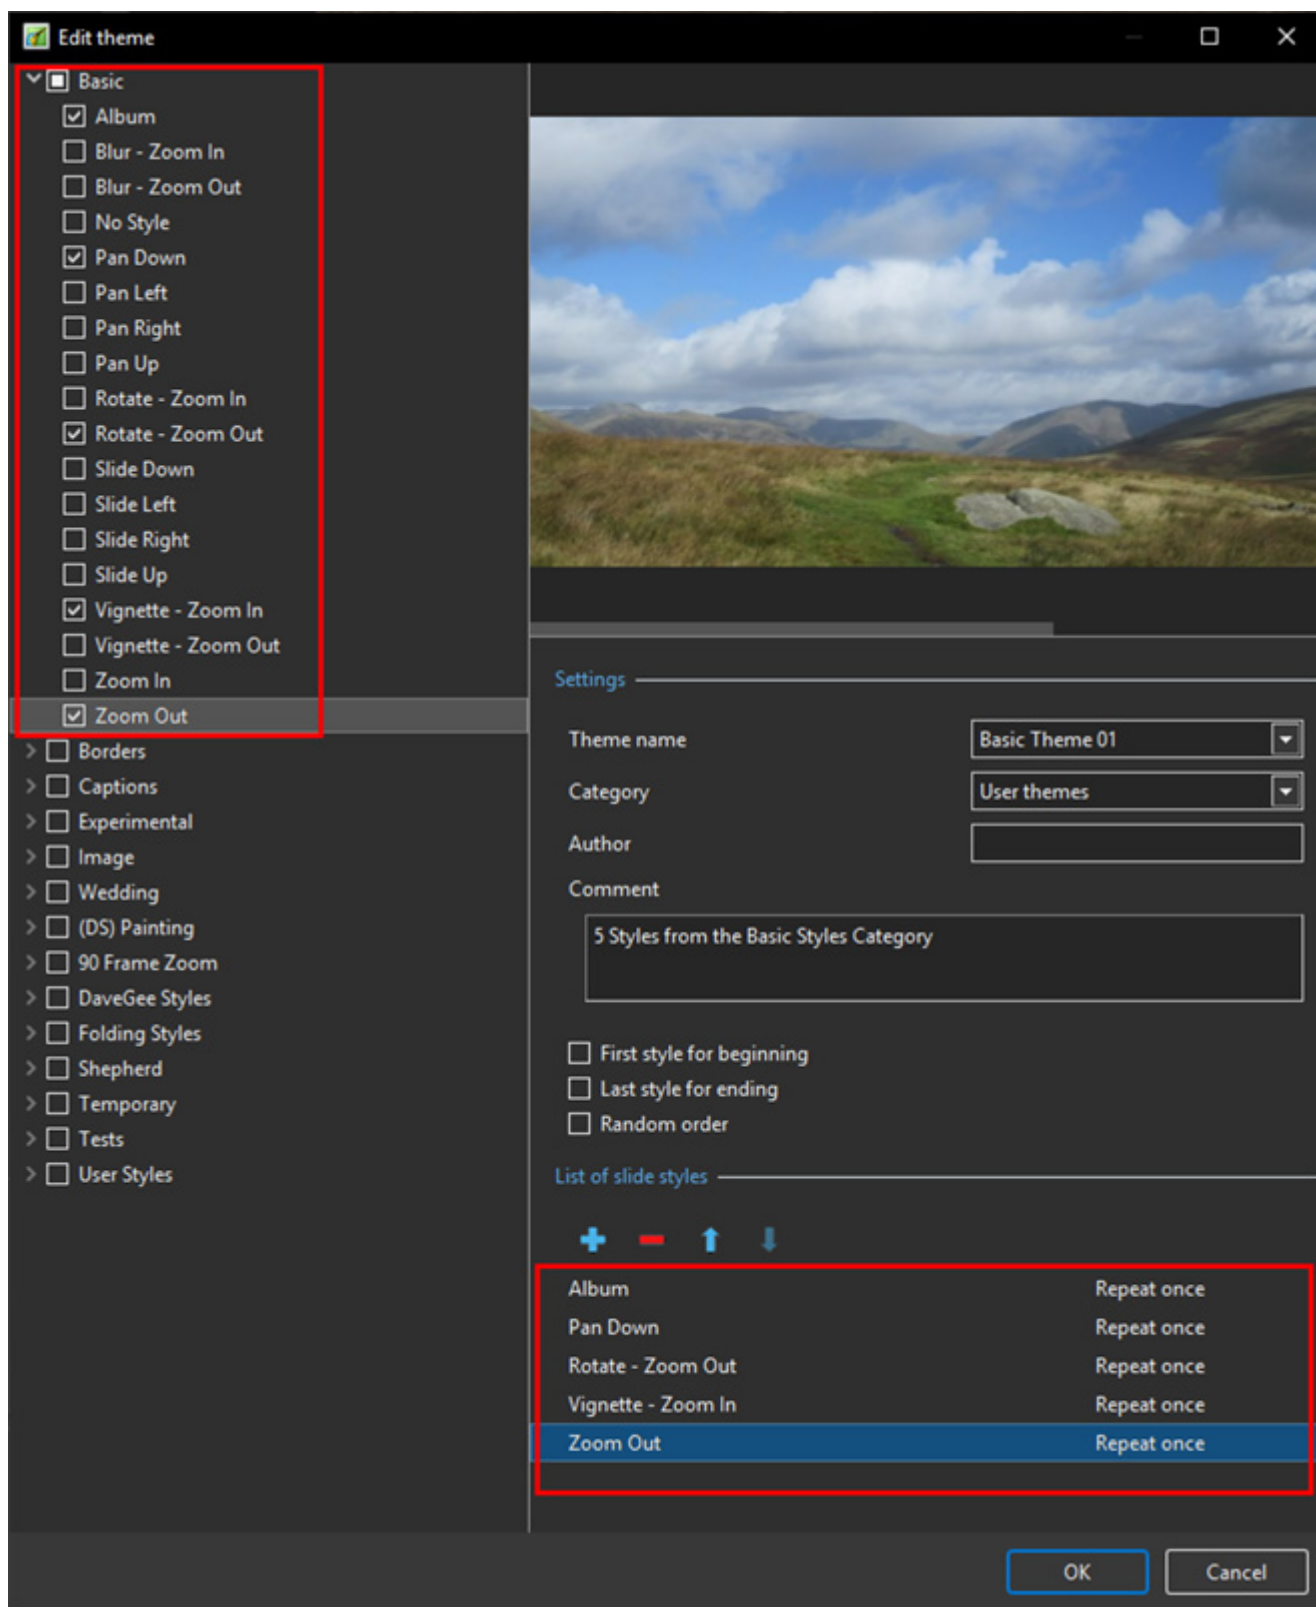 Edit theme
Basic
Album
Blur - Zoom In
Blur - Zoom Out
No Style
Pan Down
Pan Left
Pan Right
Pan Up
Rotate - Zoom In
Rotate - Zoom Out
Slide Down
Slide Left
Slide Right
Slide Up
Vignette - Zoom In
Vignette - Zoom Out
Zoom In
Zoom Out
Borders
Captions
Experimental
Image
Wedding
(DS) Painting
90 Frame Zoom
DaveGee Styles
Folding Styles
Shepherd
Temporary
Tests
User Styles
Settings
Theme name Basic Theme 01
Category User themes
Author
Comment
5 Styles from the Basic Styles Category
First style for beginning
Last style for ending
Random order
List of slide styles
Album Repeat once
Pan Down Repeat once
Rotate - Zoom Out Repeat once
Vignette - Zoom In Repeat once
Zoom Out Repeat once
OK Cancel